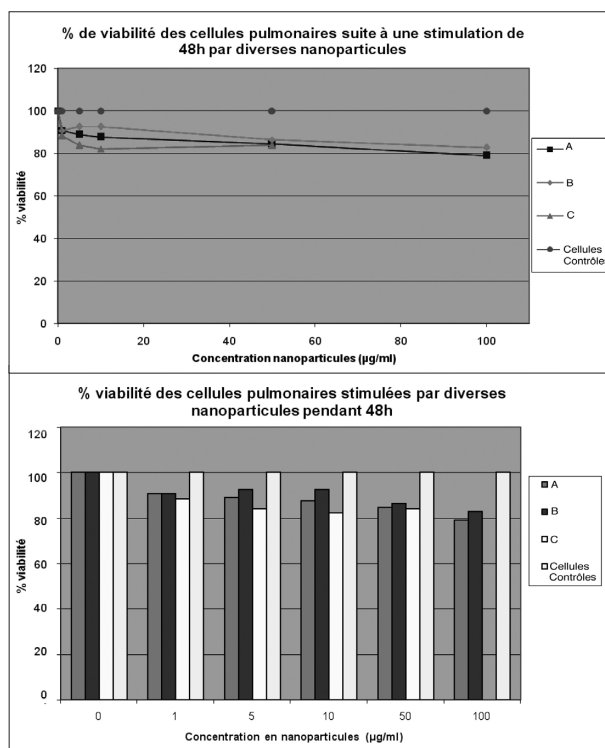 % de viabilité des cellules pulmonaires suite à une stimulation de
48h par diverses nanoparticules
120
100
80
60
40
20
0
% viabilité
0 20 40 60 80 100
Concentration nanoparticules (µg/ml)
A
B
C
Cellules
Contrôles
% viabilité des cellules pulmonaires stimulées par diverses
nanoparticules pendant 48h
120
100
80
60
40
20
0
% viabilité
0 1 5 10 50 100
Concentration en nanoparticules (µg/ml)
A
B
C
Cellules
Contrôles